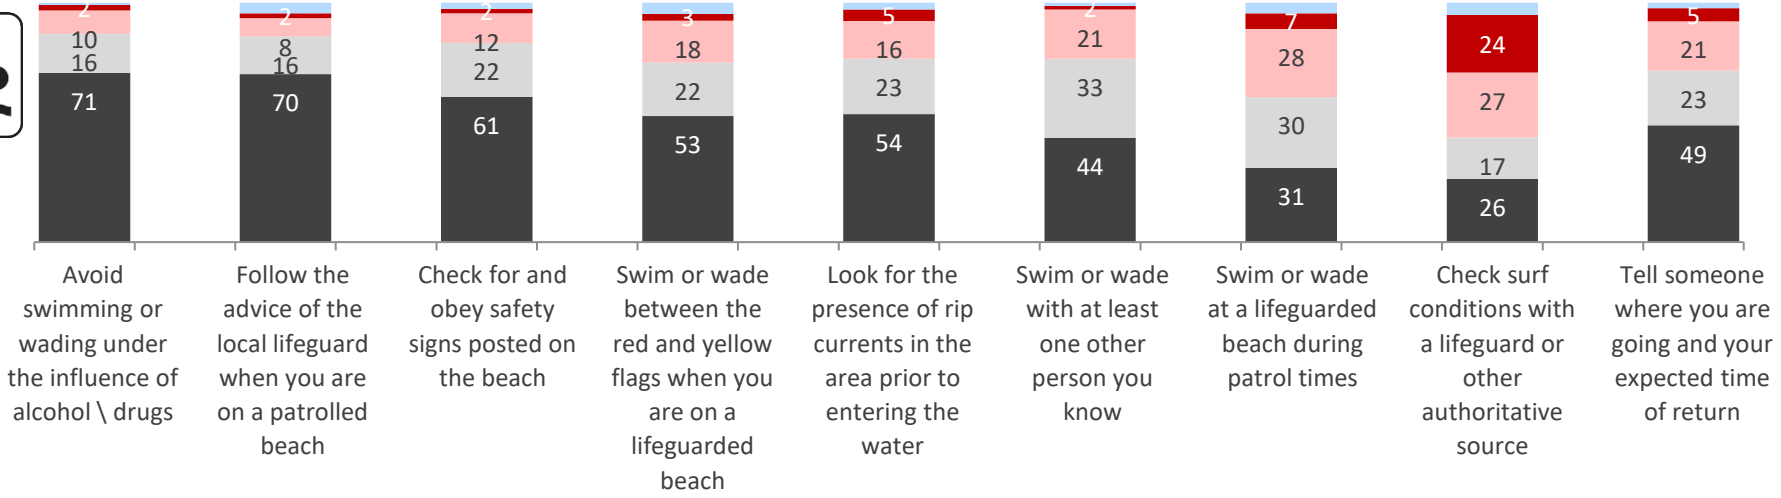 2 2 2 3 5 2 7 24 5
10 8 12 18 16 21 28 27 21
16 16 22 22 23 33 30 17 23
71 70 61 53 54 44 31 26 49
Avoid
swimming or
wading under
the influence of
alcohol \ drugs
Follow the
advice of the
local lifeguard
when you are
on a patrolled
beach
Check for and
obey safety
signs posted on
the beach
Swim or wade
between the
red and yellow
flags when you
are on a
lifeguarded
beach
Look for the
presence of rip
currents in the
area prior to
entering the
water
Swim or wade
with at least
one other
person you
know
Swim or wade
at a lifeguarded
beach during
patrol times
Check surf
conditions with
a lifeguard or
other
authoritative
source
Tell someone
where you are
going and your
expected time
of return